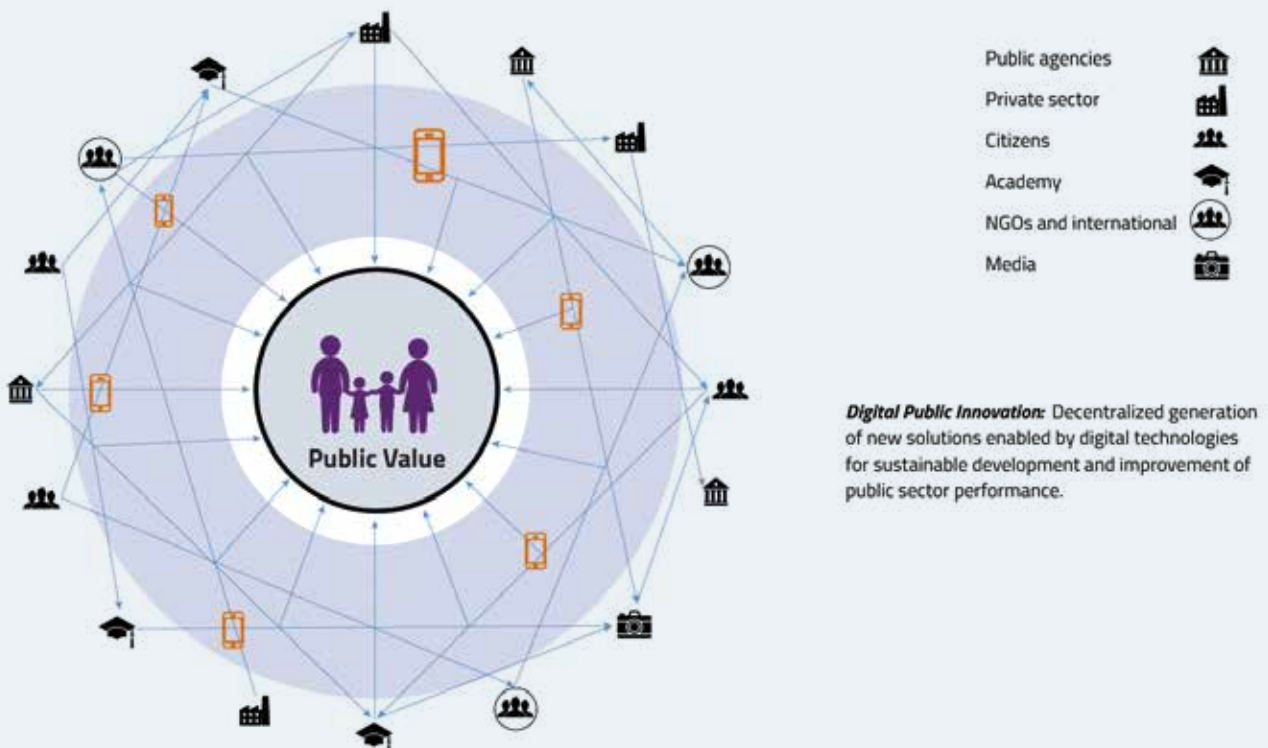 Public agencies
Private sector
Citizens
Academy
NGOs and international
Media
Public Value
Digital Public Innovation: Decentralized generation
of new solutions enabled by digital technologies
for sustainable development and improvement of
public sector performance.